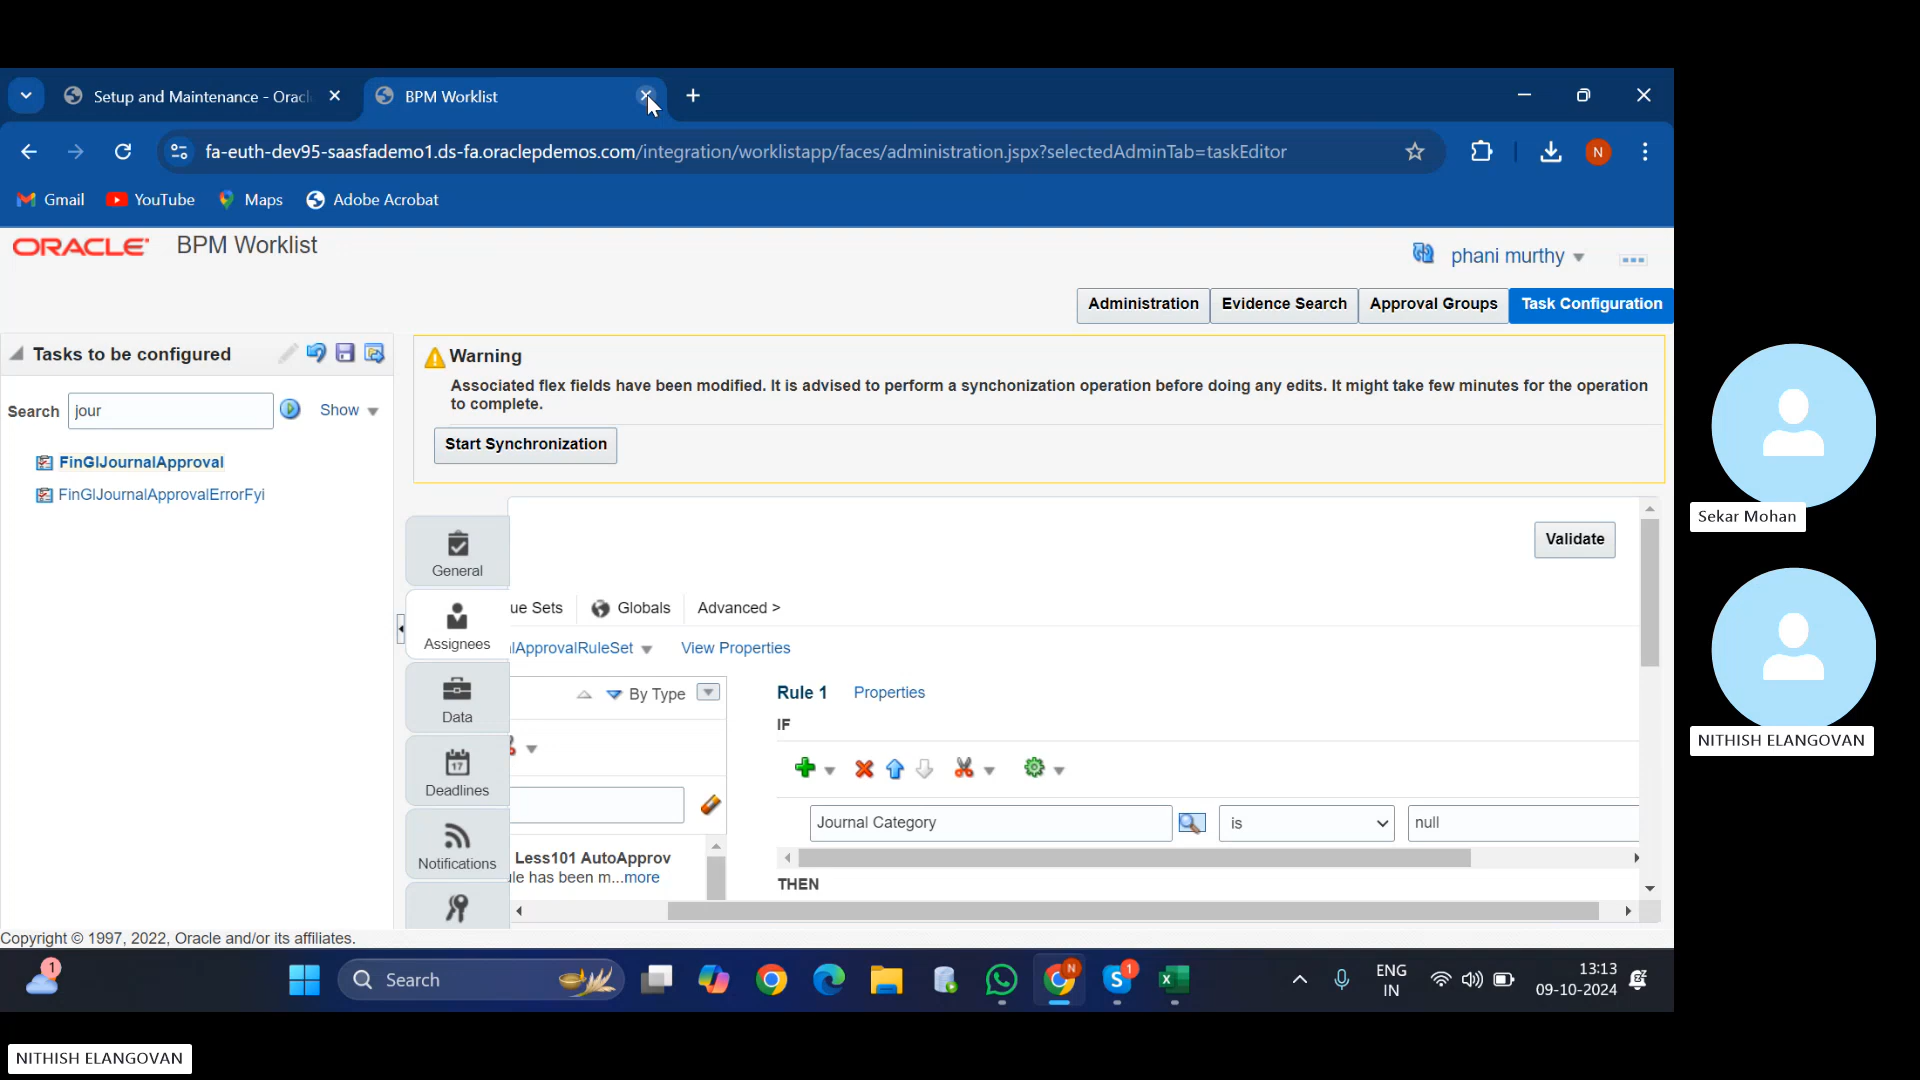 Setup and Maintenance - Oracl
BPM Worklist
fa-euth-dev95-saasfademo1.ds-fa.oraclepdemos.com/integration/worklistapp/faces/administration.jspx?selectedAdminTab=taskEditor
N
Gmail
YouTube
Maps
Adobe Acrobat
ORACLE
BPM Worklist
phani murthy
Administration
Evidence Search
Approval Groups
Task Configuration
Tasks to be configured
Search
jour
Show
FinGlJournalApproval
FinGlJournalApprovalErrorFyi
Warning
Associated flex fields have been modified. It is advised to perform a synchonization operation before doing any edits. It might take few minutes for the operation
to complete.
Start Synchronization
General
Assignees
Data
17
Deadlines
Notifications
Validate
ue Sets
Globals
Advanced >
lApprovalRuleSet
View Properties
By Type
Rule 1
Properties
IF
Journal Category
is
null
Less101 AutoApprov
ule has been m...more
THEN
Copyright © 1997, 2022, Oracle and/or its affiliates.
1
Search
N
S
1
X
ENG
IN
13:13
09-10-2024
Sekar Mohan
NITHISH ELANGOVAN
NITHISH ELANGOVAN